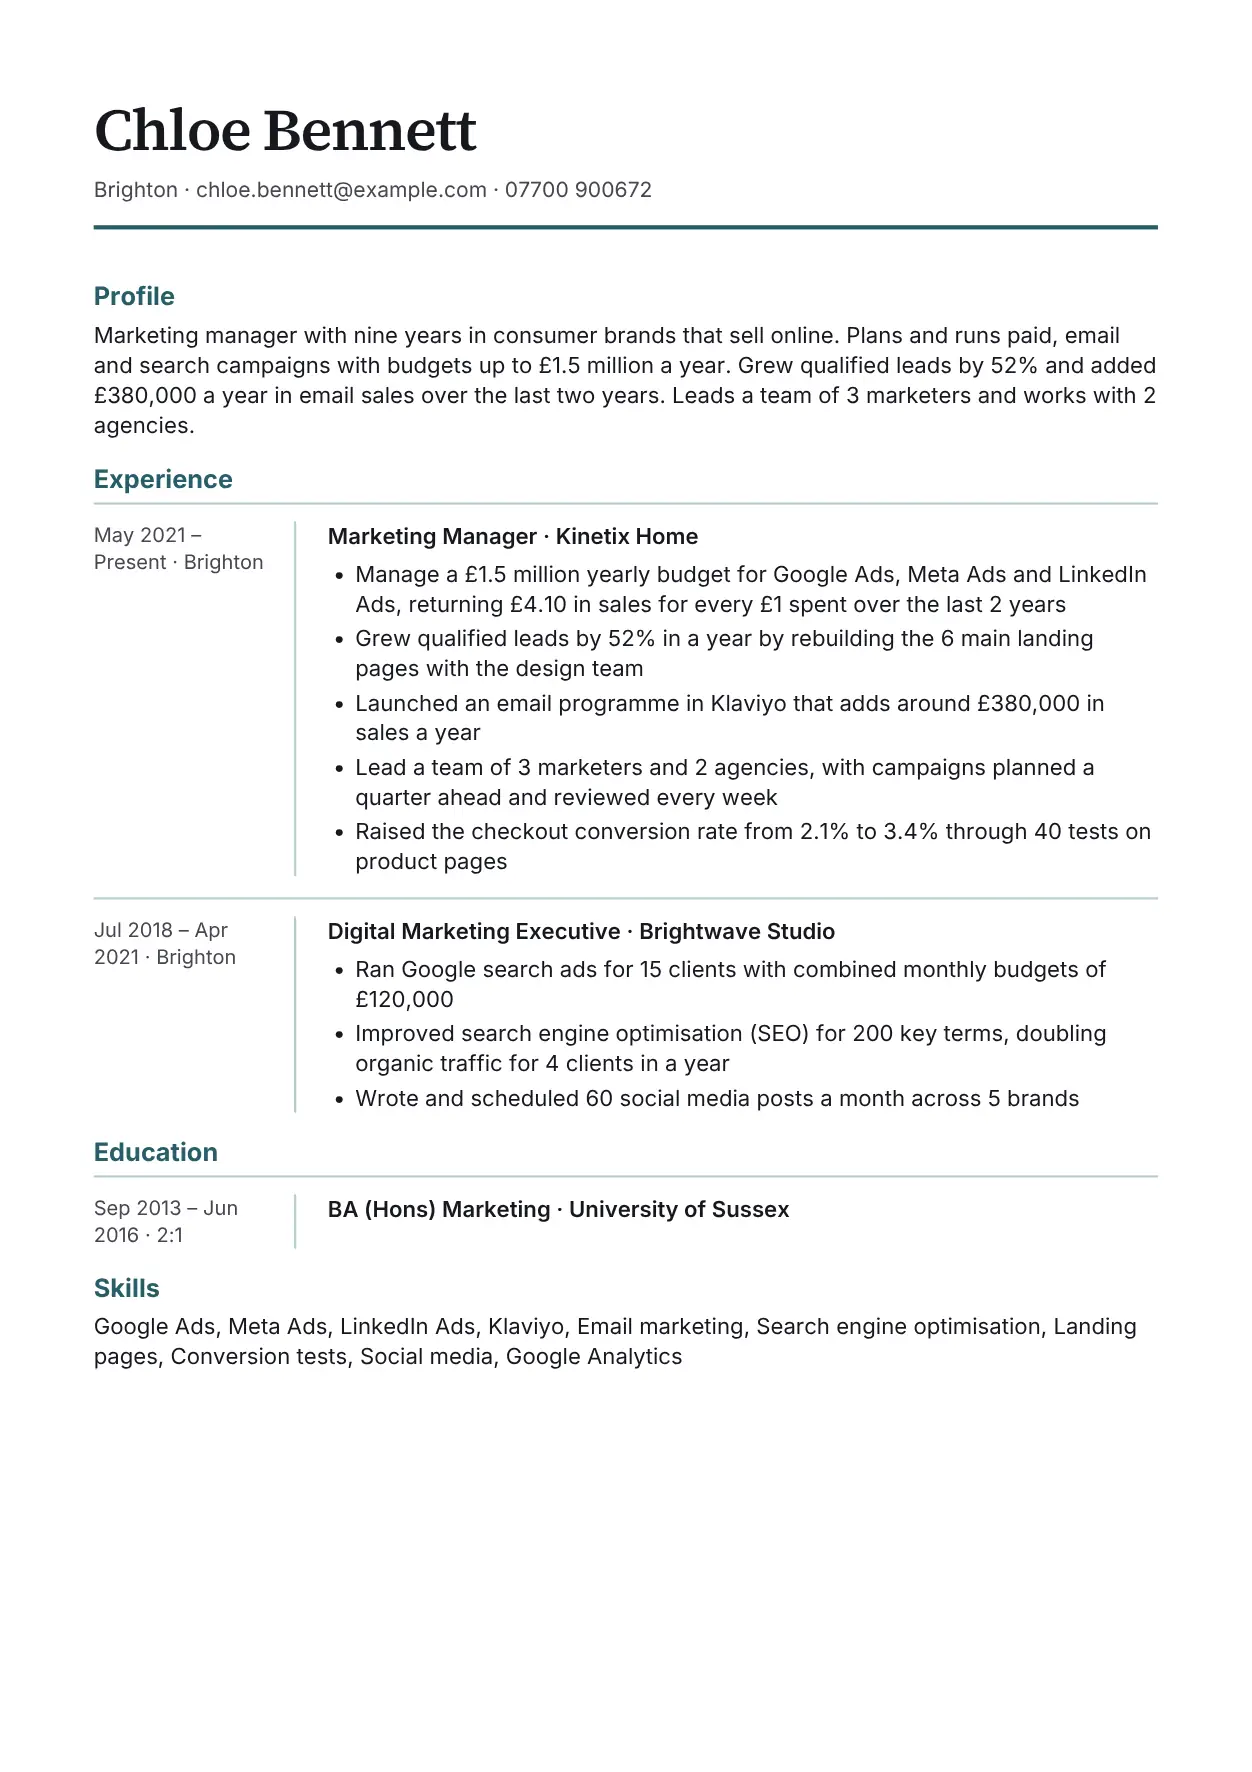 Chloe Bennett
Brighton · chloe.bennett@example.com · 07700 900672
Profile
Marketing manager with nine years in consumer brands that sell online. Plans and runs paid, email
and search campaigns with budgets up to £1.5 million a year. Grew qualified leads by 52% and added
£380,000 a year in email sales over the last two years. Leads a team of 3 marketers and works with 2
agencies.
Experience
May 2021 –
Present · Brighton
Marketing Manager · Kinetix Home
• Manage a £1.5 million yearly budget for Google Ads, Meta Ads and LinkedIn
Ads, returning £4.10 in sales for every £1 spent over the last 2 years
• Grew qualified leads by 52% in a year by rebuilding the 6 main landing
pages with the design team
• Launched an email programme in Klaviyo that adds around £380,000 in
sales a year
• Lead a team of 3 marketers and 2 agencies, with campaigns planned a
quarter ahead and reviewed every week
• Raised the checkout conversion rate from 2.1% to 3.4% through 40 tests on
product pages
Jul 2018 – Apr
2021 · Brighton
Digital Marketing Executive · Brightwave Studio
• Ran Google search ads for 15 clients with combined monthly budgets of
£120,000
• Improved search engine optimisation (SEO) for 200 key terms, doubling
organic traffic for 4 clients in a year
• Wrote and scheduled 60 social media posts a month across 5 brands
Education
Sep 2013 – Jun
2016 · 2:1
BA (Hons) Marketing · University of Sussex
Skills
Google Ads, Meta Ads, LinkedIn Ads, Klaviyo, Email marketing, Search engine optimisation, Landing
pages, Conversion tests, Social media, Google Analytics